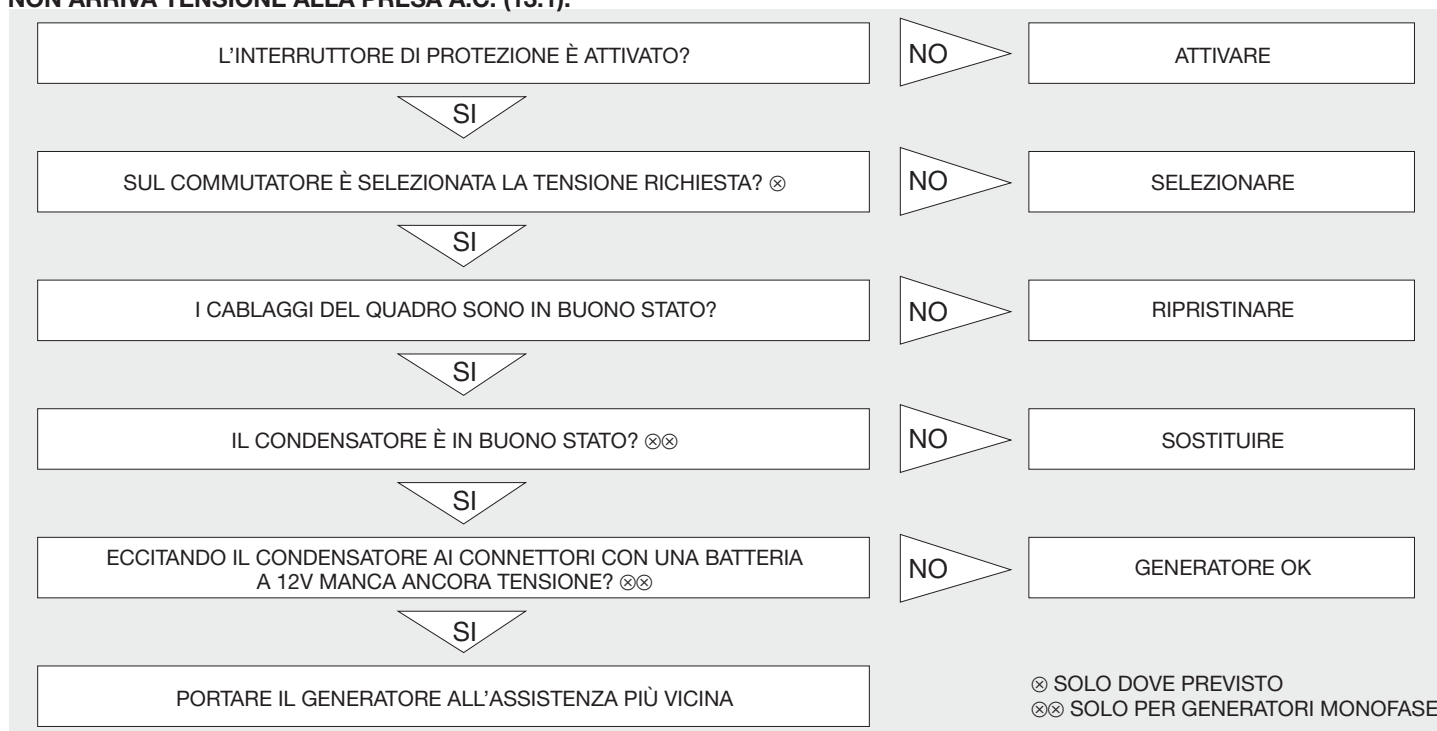 NON ARRIVA TENSIONE ALLA PRESA A.C. (13.1).
L'INTERRUTTORE DI PROTEZIONE È ATTIVATO?
NO
ATTIVARE
SI
SUL COMMUTATORE È SELEZIONATA LA TENSIONE RICHIESTA? ⊗
NO
SELEZIONARE
SI
I CABLAGGI DEL QUADRO SONO IN BUONO STATO?
NO
RIPRISTINARE
SI
IL CONDENSATORE È IN BUONO STATO? ⊗⊗
NO
SOSTITUIRE
SI
ECCITANDO IL CONDENSATORE AI CONNETTORI CON UNA BATTERIA
A 12V MANCA ANCORA TENSIONE? ⊗⊗
NO
GENERATORE OK
SI
PORTARE IL GENERATORE ALL'ASSISTENZA PIÙ VICINA
⊗ SOLO DOVE PREVISTO
⊗⊗ SOLO PER GENERATORI MONOFASE